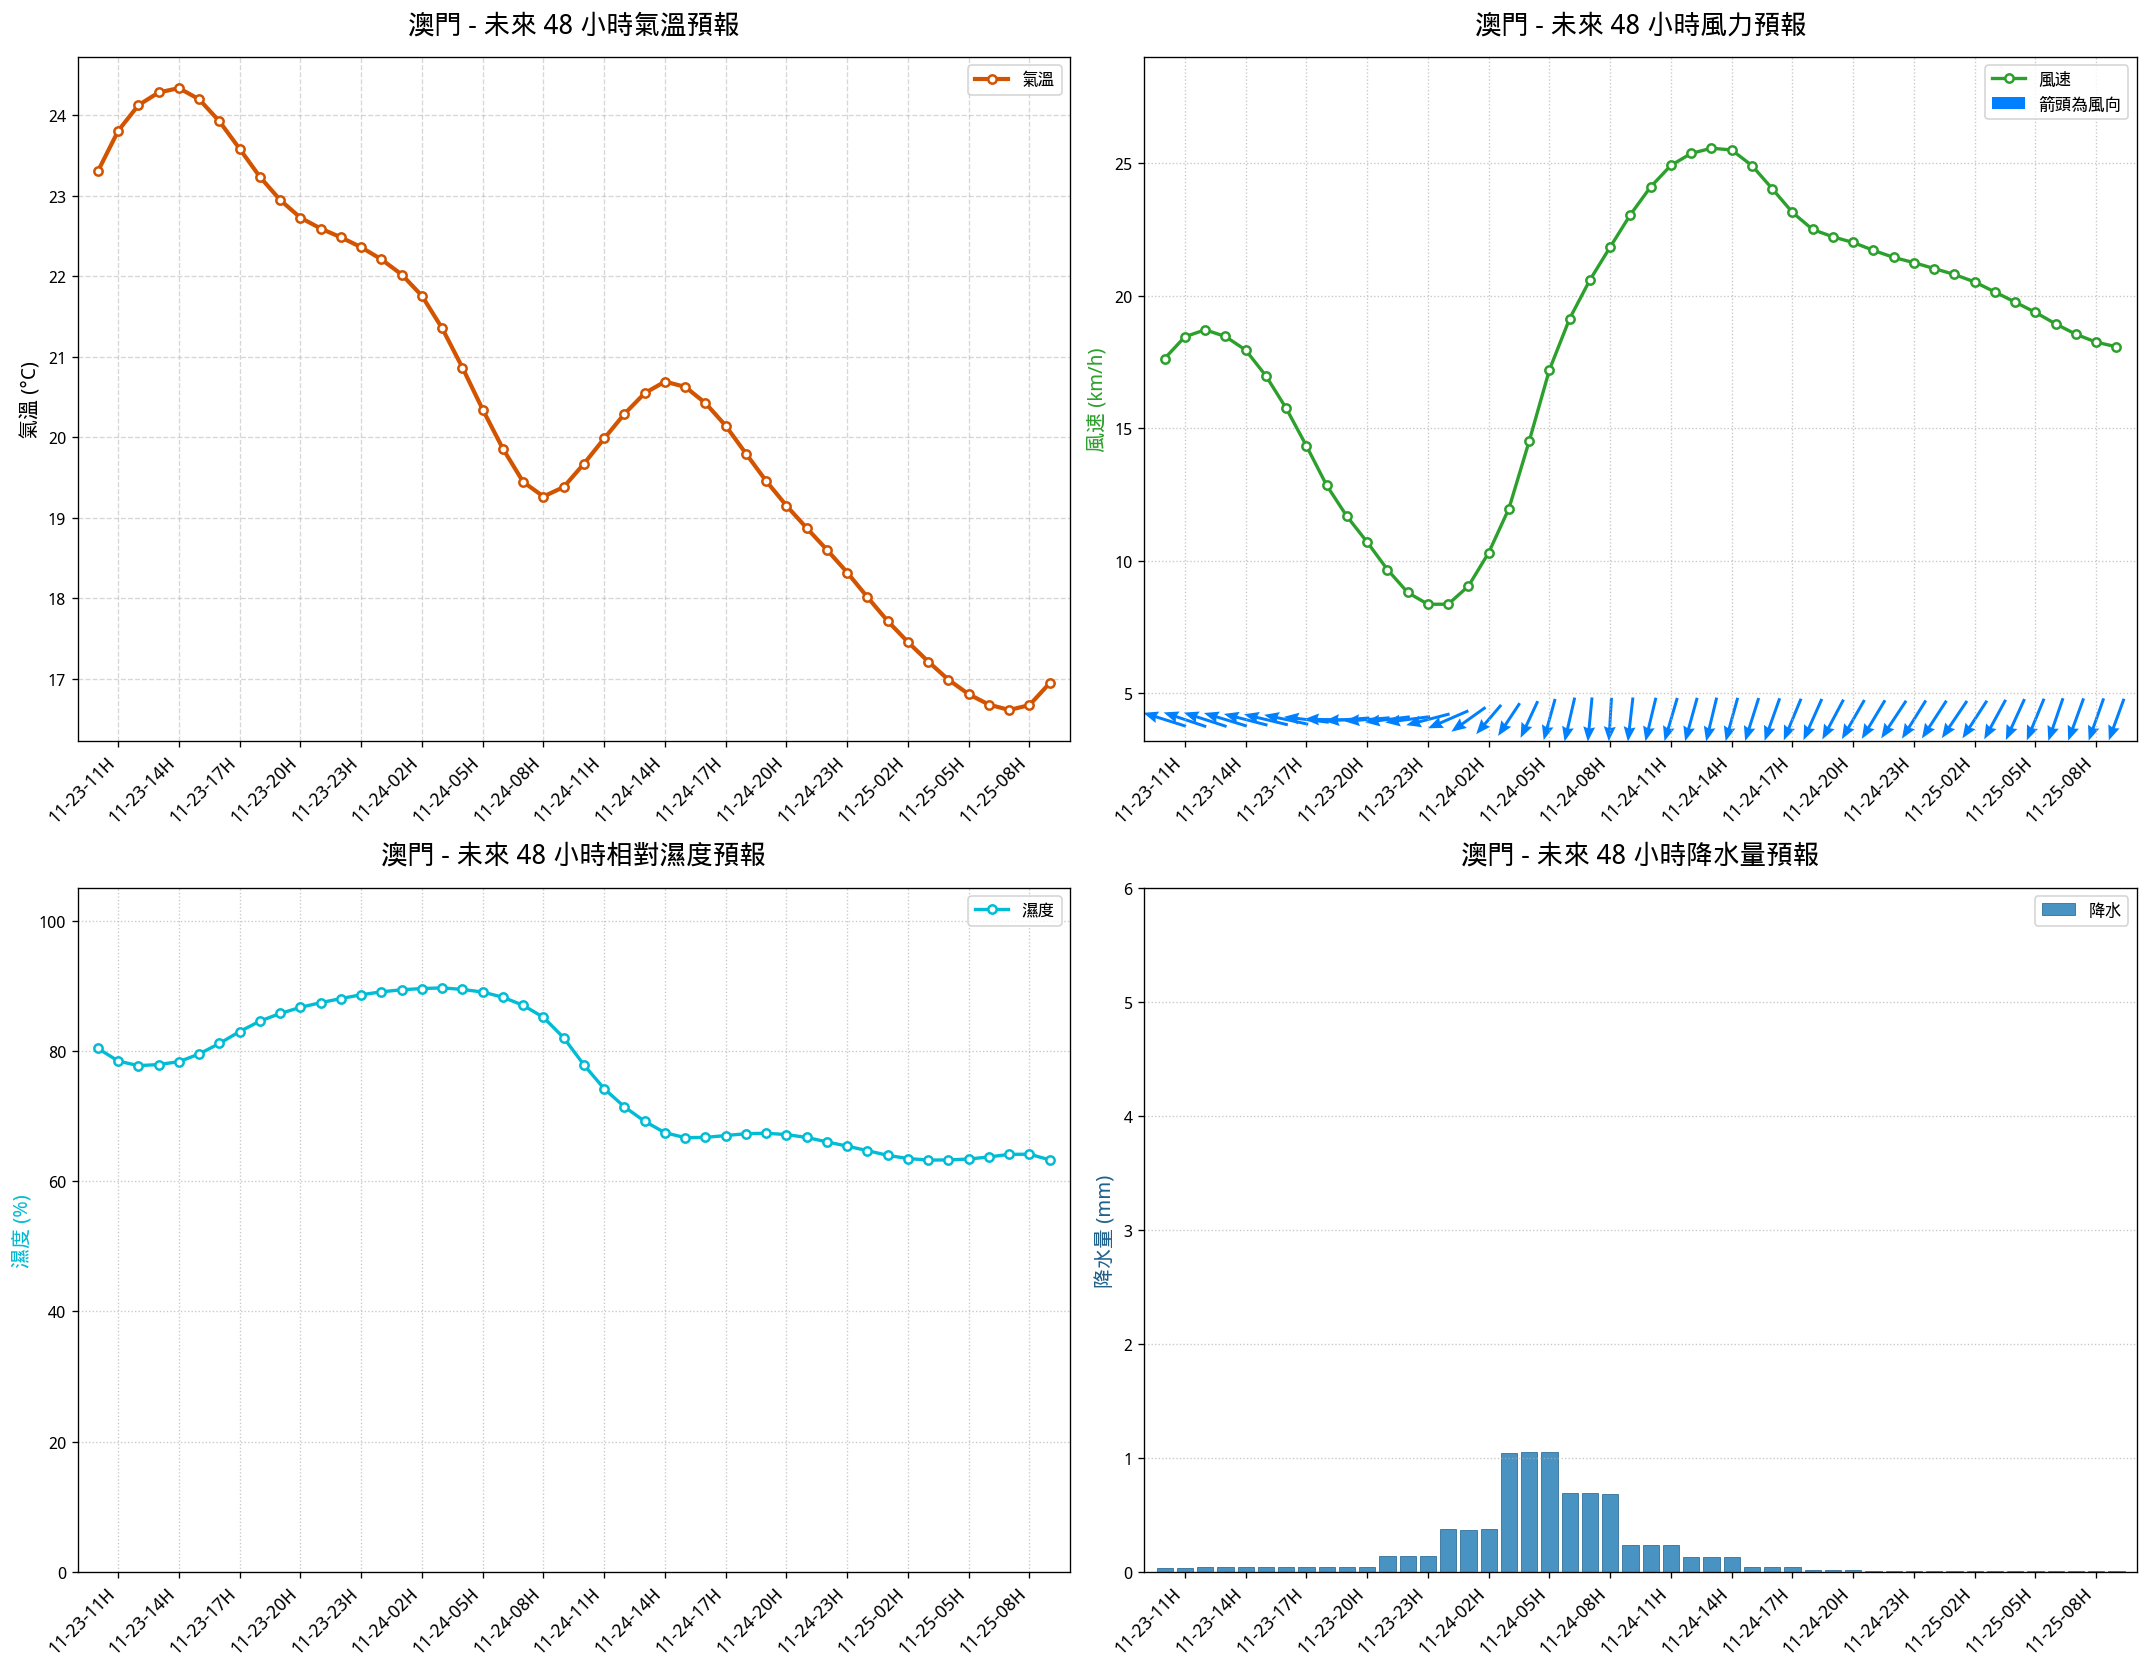 澳門 - 未來 48 小時氣溫預報
氣溫
氣溫 (°C)
24
23
22
21
20
19
18
17
11-23-11H
11-23-14H
11-23-17H
11-23-20H
11-23-23H
11-24-02H
11-24-05H
11-24-08H
11-24-11H
11-24-14H
11-24-17H
11-24-20H
11-24-23H
11-25-02H
11-25-05H
11-25-08H
澳門 - 未來 48 小時風力預報
風速
箭頭為風向
風速 (km/h)
25
20
15
10
5
11-23-11H
11-23-14H
11-23-17H
11-23-20H
11-23-23H
11-24-02H
11-24-05H
11-24-08H
11-24-11H
11-24-14H
11-24-17H
11-24-20H
11-24-23H
11-25-02H
11-25-05H
11-25-08H
澳門 - 未來 48 小時相對濕度預報
濕度
濕度 (%)
100
80
60
40
20
0
11-23-11H
11-23-14H
11-23-17H
11-23-20H
11-23-23H
11-24-02H
11-24-05H
11-24-08H
11-24-11H
11-24-14H
11-24-17H
11-24-20H
11-24-23H
11-25-02H
11-25-05H
11-25-08H
澳門 - 未來 48 小時降水量預報
降水
降水量 (mm)
6
5
4
3
2
1
0
11-23-11H
11-23-14H
11-23-17H
11-23-20H
11-23-23H
11-24-02H
11-24-05H
11-24-08H
11-24-11H
11-24-14H
11-24-17H
11-24-20H
11-24-23H
11-25-02H
11-25-05H
11-25-08H